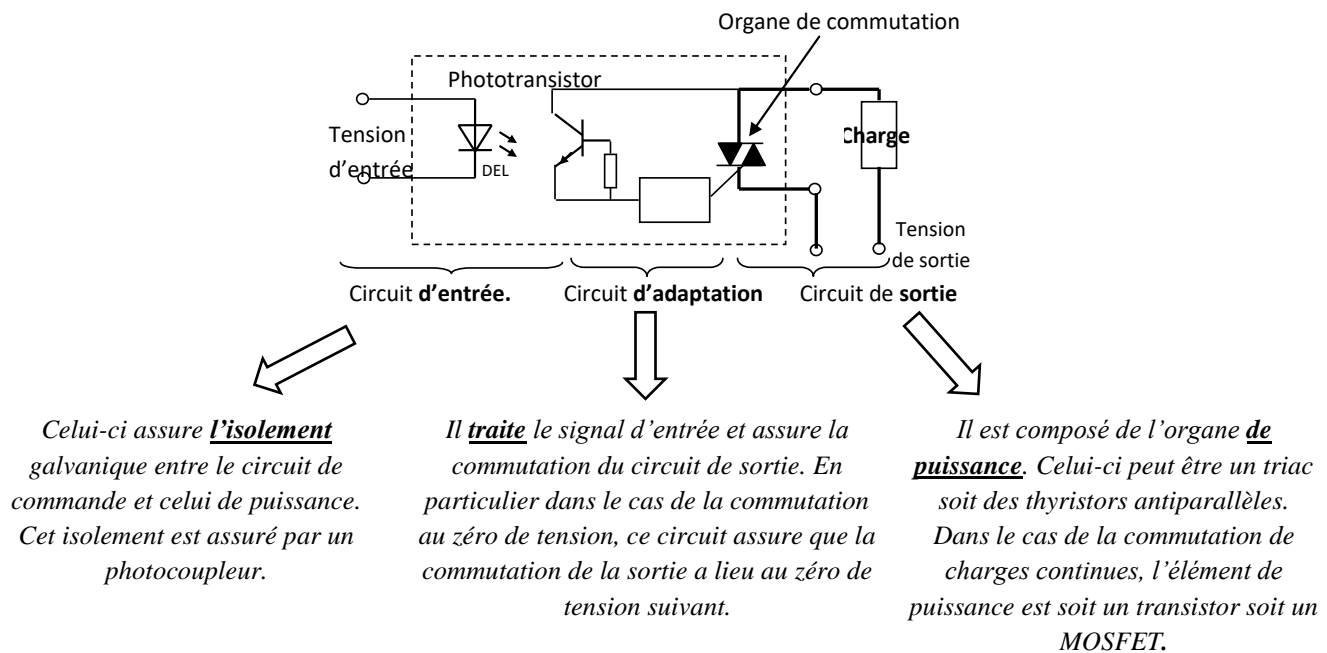 Organe de commutation
Phototransistor
Tension
d’entrée
DEL
Charge
Tension
de sortie
Circuit d’entrée.
Circuit d’adaptation
Circuit de sortie
Celui-ci assure l’isolement
galvanique entre le circuit de
commande et celui de puissance.
Cet isolement est assuré par un
photocoupleur.
Il traite le signal d’entrée et assure la
commutation du circuit de sortie. En
particulier dans le cas de la commutation
au zéro de tension, ce circuit assure que la
commutation de la sortie a lieu au zéro de
tension suivant.
Il est composé de l’organe de
puissance. Celui-ci peut être un triac
soit des thyristors antiparallèles.
Dans le cas de la commutation de
charges continues, l’élément de
puissance est soit un transistor soit un
MOSFET.